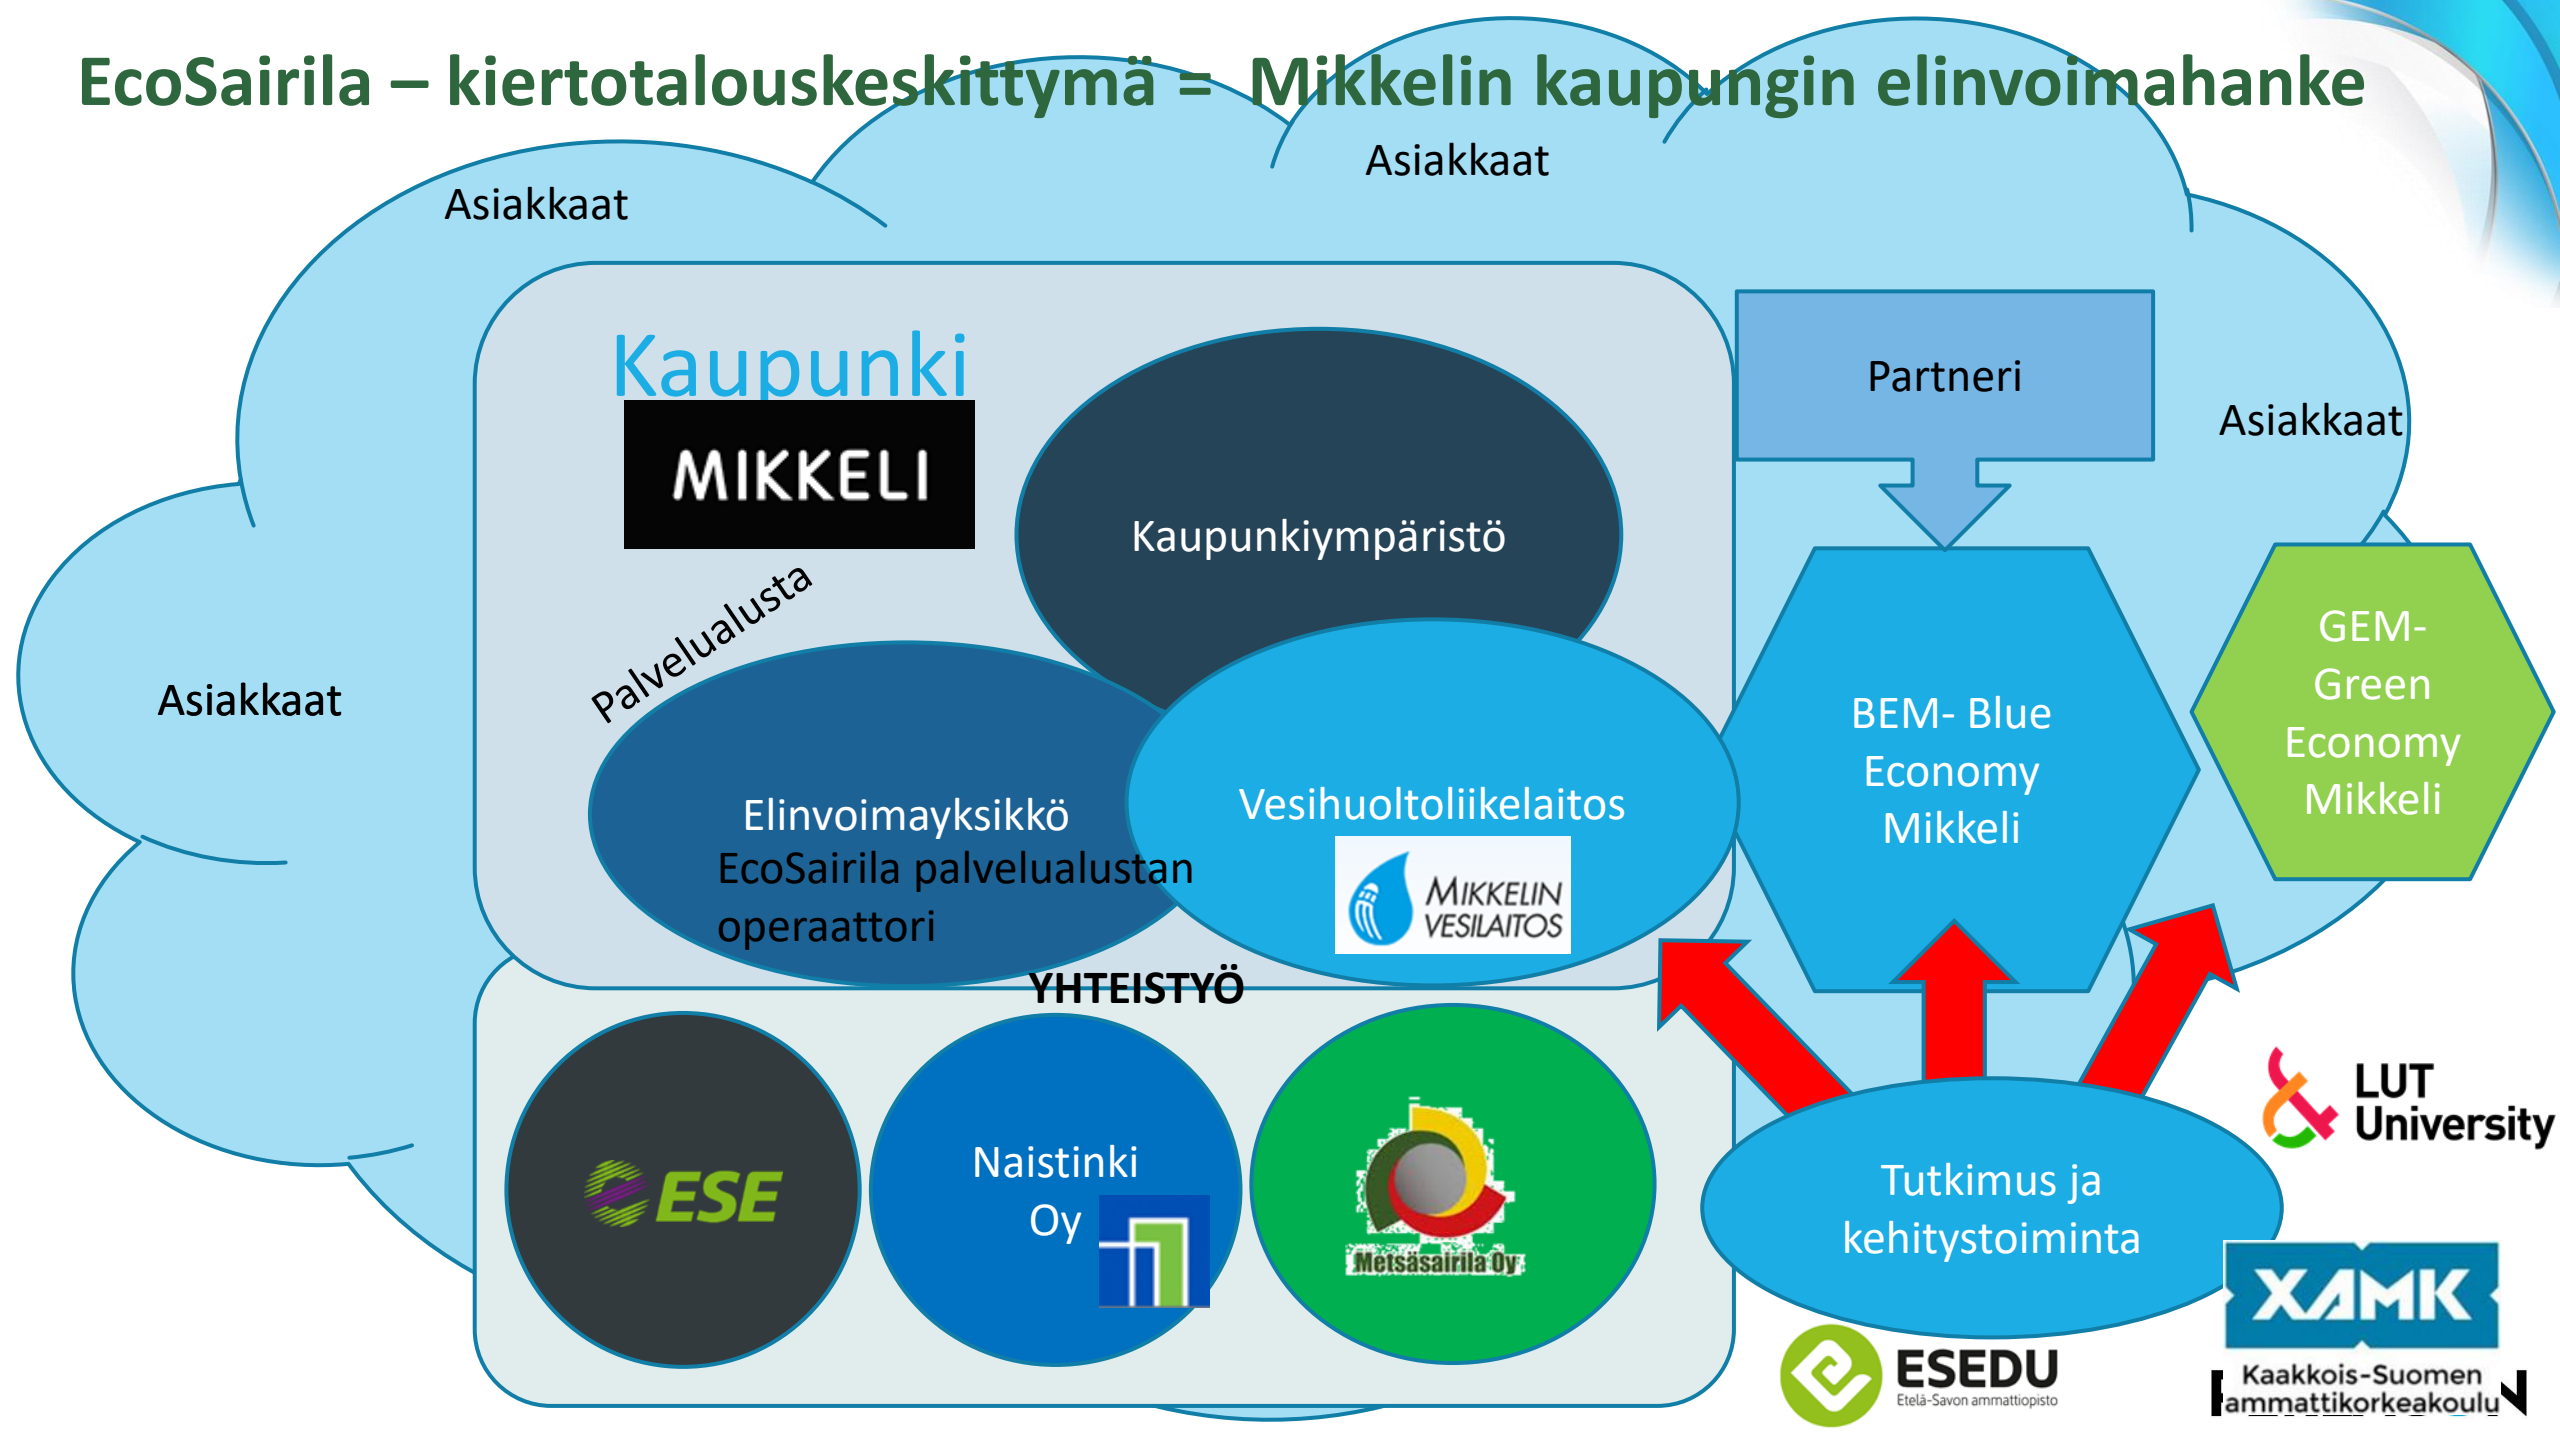 EcoSairila – kiertotalouskeskittymä = Mikkelin kaupungin elinvoimahanke
Asiakkaat
Asiakkaat
Kaupunki
MIKKELI
Partneri
Asiakkaat
Kaupunkiympäristö
Palvelualusta
Asiakkaat
GEM-
Green
Economy
Mikkeli
BEM- Blue
Economy
Mikkeli
Elinvoimayksikkö
EcoSairila palvelualustan
operaattori
Vesihuoltoliikelaitos
MIKKELIN
VESILAITOS
YHTEISTYÖ
ESE
Naistinki
Oy
Metsäsairila Oy
Tutkimus ja
kehitystoiminta
LUT
University
XAMK
Kaakkois-Suomen
ammattikorkeakoulu
ESEDU
Etelä-Savon ammattiopisto